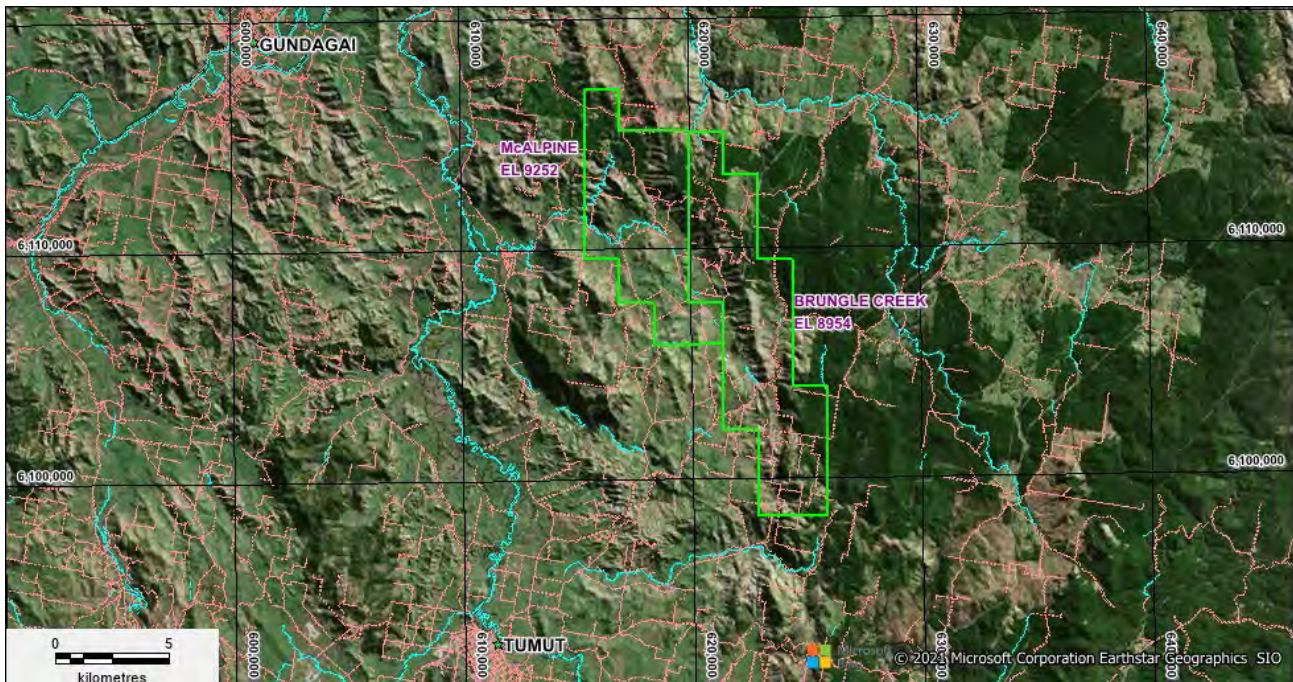 600,000
610,000
620,000
630,000
640,000
GUNDAGAI
McALPINE
EL 9252
6,110,000
6,110,000
BRUNGLE CREEK
EL 8954
6,100,000
6,100,000
600,000
610,000
620,000
630,000
640,000
TUMUT
0 5
kilometres
Microsoft
© 2021 Microsoft Corporation Earthstar Geographics SIO